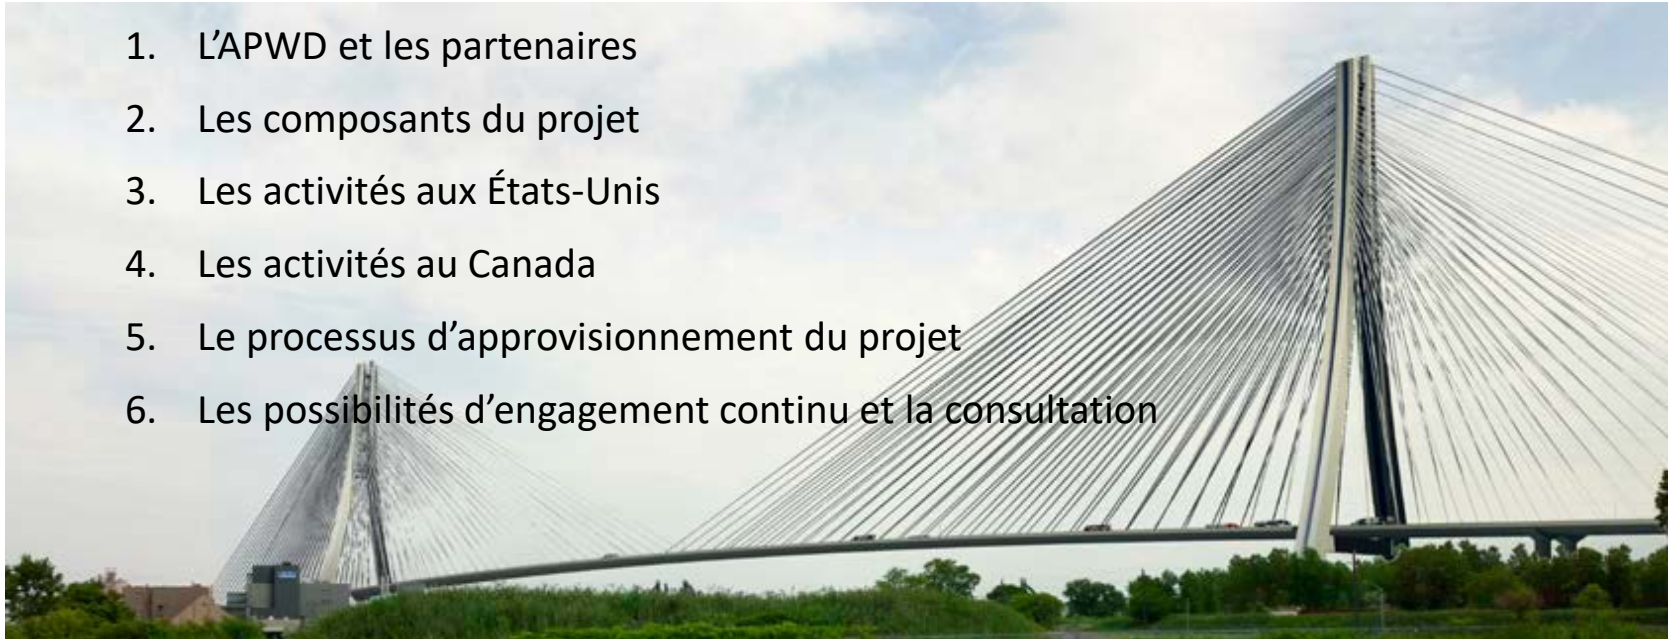 1. L’APWD et les partenaires
2. Les composants du projet
3. Les activités aux États-Unis
4. Les activités au Canada
5. Le processus d’approvisionnement du projet
6. Les possibilités d’engagement continu et la consultation